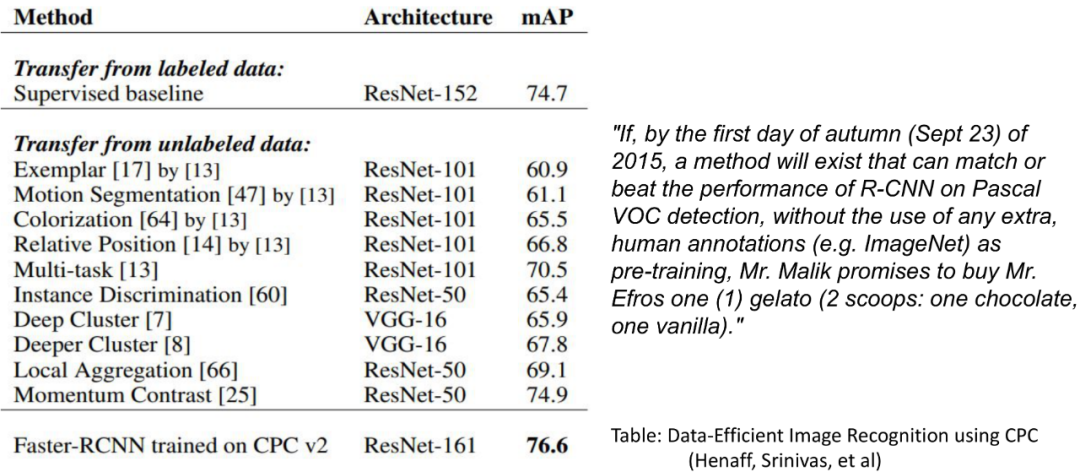 Method Architecture mAP
Transfer from labeled data:
Supervised baseline ResNet-152 74.7
Transfer from unlabeled data:
Exemplar [17] by [13] ResNet-101 60.9
Motion Segmentation [47] by [13] ResNet-101 61.1
Colorization [64] by [13] ResNet-101 65.5
Relative Position [14] by [13] ResNet-101 66.8
Multi-task [13] ResNet-101 70.5
Instance Discrimination [60] ResNet-50 65.4
Deep Cluster [7] VGG-16 65.9
Deeper Cluster [8] VGG-16 67.8
Local Aggregation [66] ResNet-50 69.1
Momentum Contrast [25] ResNet-50 74.9
Faster-RCNN trained on CPC v2 ResNet-161 76.6
"If, by the first day of autumn (Sept 23) of
2015, a method will exist that can match or
beat the performance of R-CNN on Pascal
VOC detection, without the use of any extra,
human annotations (e.g. ImageNet) as
pre-training, Mr. Malik promises to buy Mr.
Efros one (1) gelato (2 scoops: one chocolate,
one vanilla)."
Table: Data-Efficient Image Recognition using CPC
(Henaff, Srinivas, et al)